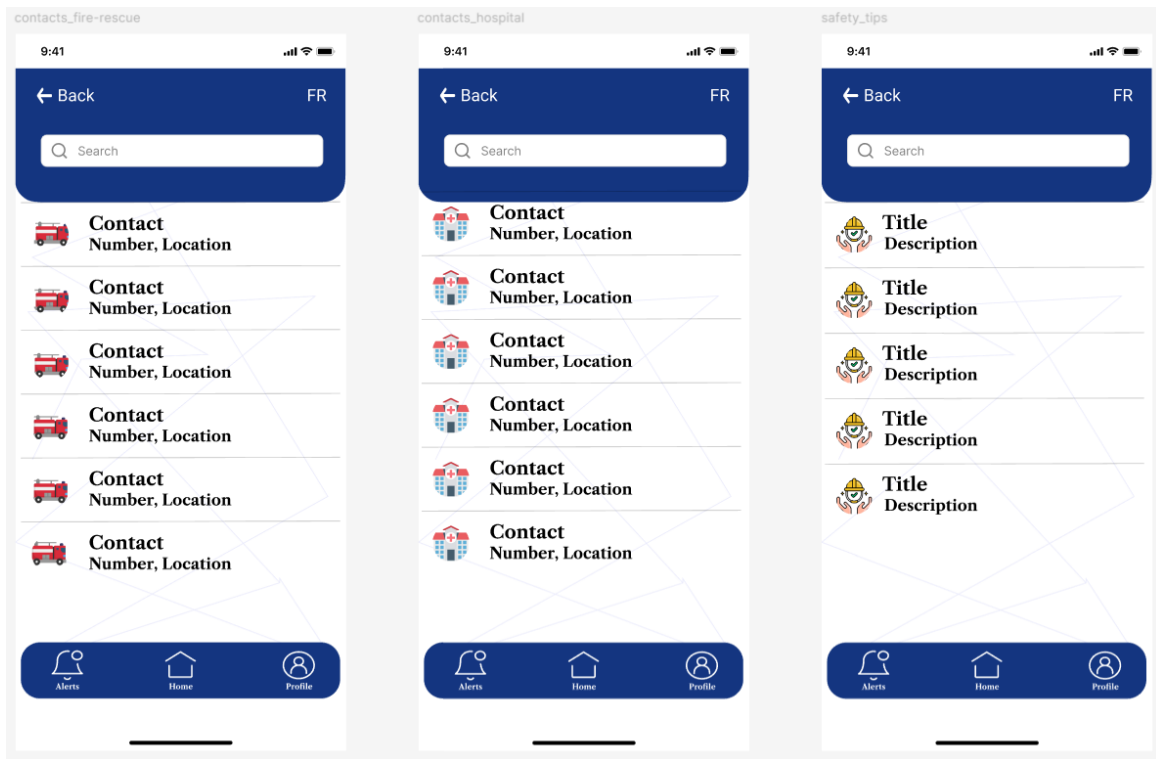 contacts_fire-rescue
9:41
Back
FR
Search
Contact
Number, Location
Contact
Number, Location
Contact
Number, Location
Contact
Number, Location
Contact
Number, Location
Contact
Number, Location
Alerts
Home
Profile
contacts_hospital
9:41
Back
FR
Search
Contact
Number, Location
Contact
Number, Location
Contact
Number, Location
Contact
Number, Location
Contact
Number, Location
Contact
Number, Location
Alerts
Home
Profile
safety_tips
9:41
Back
FR
Search
Title
Description
Title
Description
Title
Description
Title
Description
Title
Description
Alerts
Home
Profile